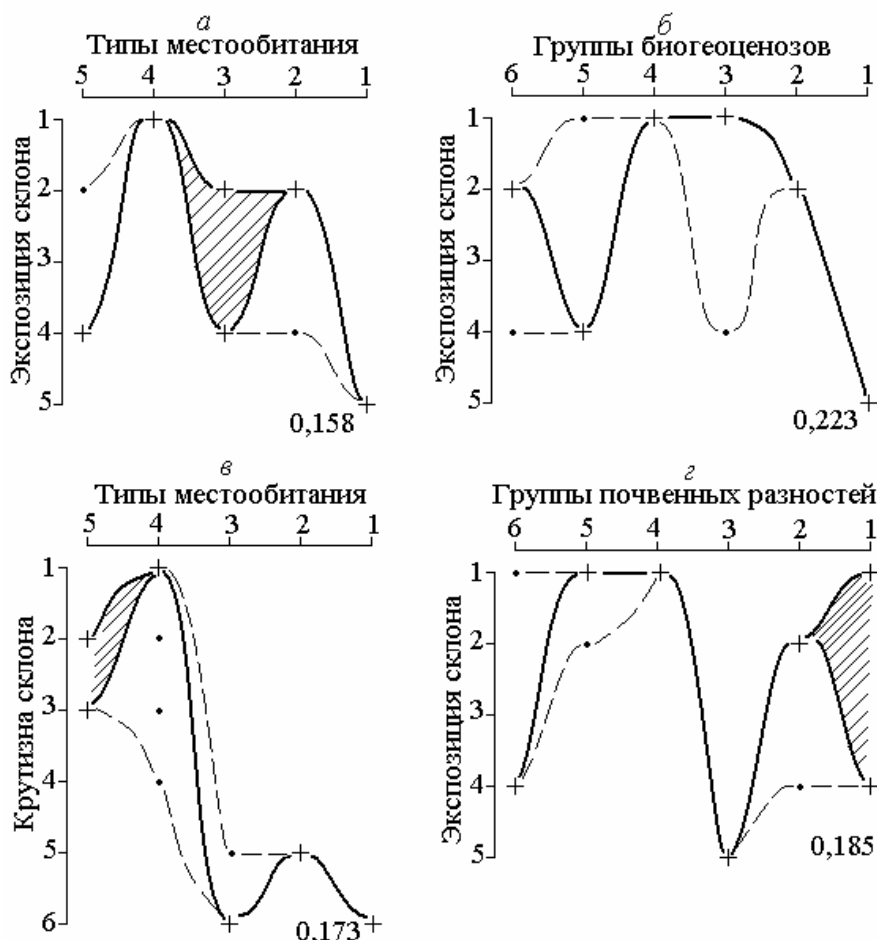 а
Типы местообитания
5 4 3 2 1
Экспозиция склона
1
2
3
4
5
0,158
б
Группы биогеоценозов
6 5 4 3 2 1
Экспозиция склона
1
2
3
4
5
0,223
в
Типы местообитания
5 4 3 2 1
Крутизна склона
1
2
3
4
5
6
0,173
г
Группы почвенных разностей
6 5 4 3 2 1
Экспозиция склона
1
2
3
4
5
0,185